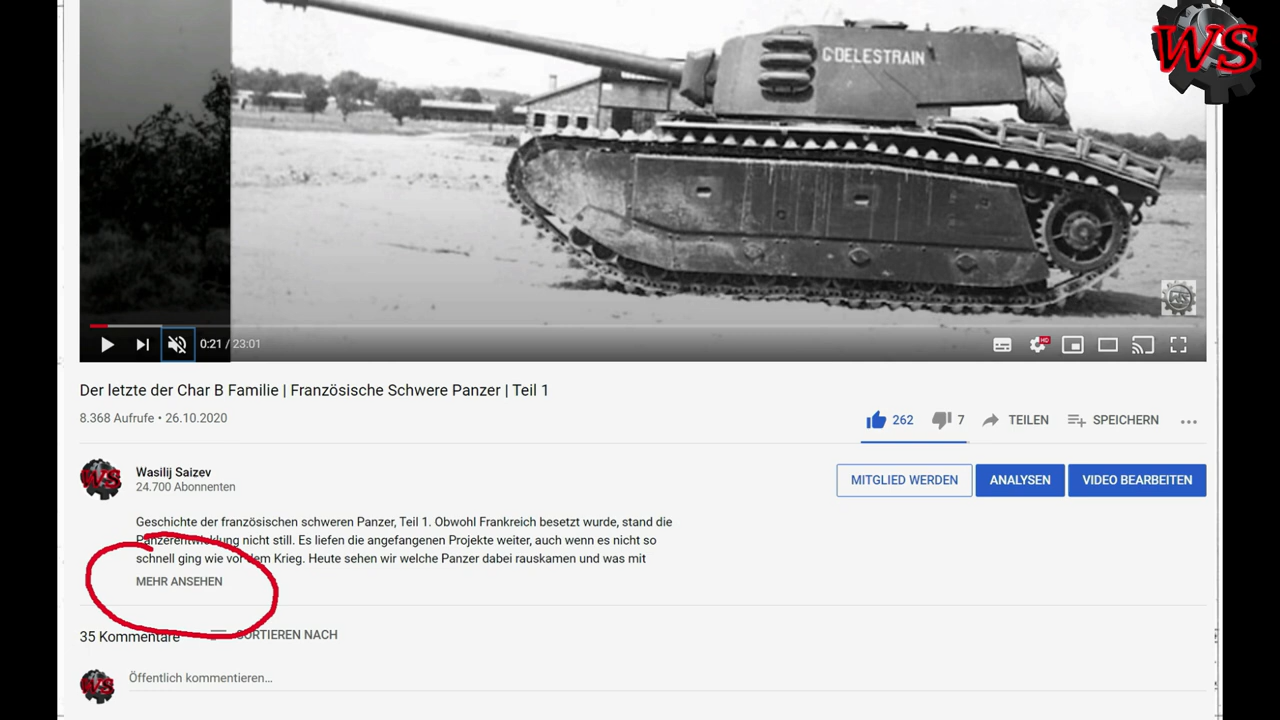 G·DELESTRAIN
WS
HD
0:21 / 23:01
Der letzte der Char B Familie | Französische Schwere Panzer | Teil 1
8.368 Aufrufe • 26.10.2020
262
7
TEILEN
SPEICHERN
Wasilij Saizev
24.700 Abonnenten
MITGLIED WERDEN
ANALYSEN
VIDEO BEARBEITEN
Geschichte der französischen schweren Panzer, Teil 1. Obwohl Frankreich besetzt wurde, stand die
Panzerentwicklung nicht still. Es liefen die angefangenen Projekte weiter, auch wenn es nicht so
schnell ging wie vor dem Krieg. Heute sehen wir welche Panzer dabei rauskamen und was mit
MEHR ANSEHEN
35 Kommentare
SORTIEREN NACH
WS
Öffentlich kommentieren...